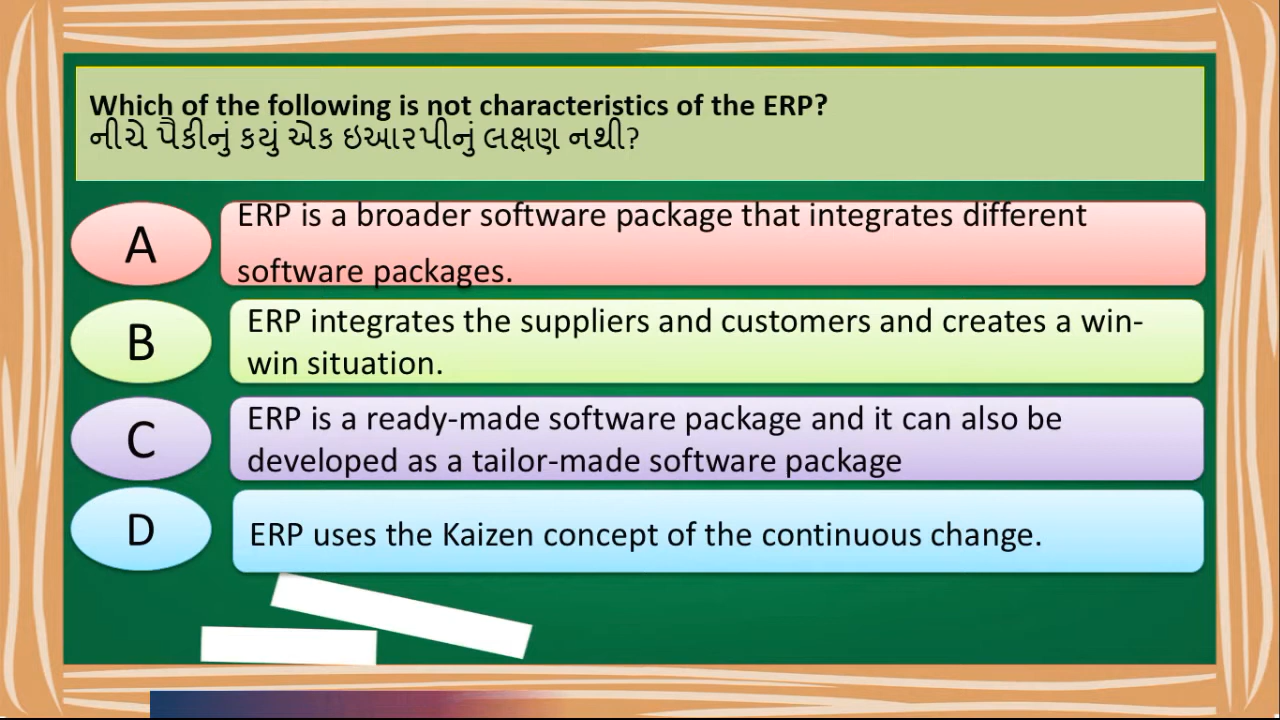 Which of the following is not characteristics of the ERP?
નીચે પૈકીનું કયું એક ઇઆરપીનું લક્ષણ નથી?
A
ERP is a broader software package that integrates different
software packages.
B
ERP integrates the suppliers and customers and creates a win-
win situation.
C
ERP is a ready-made software package and it can also be
developed as a tailor-made software package
D
ERP uses the Kaizen concept of the continuous change.